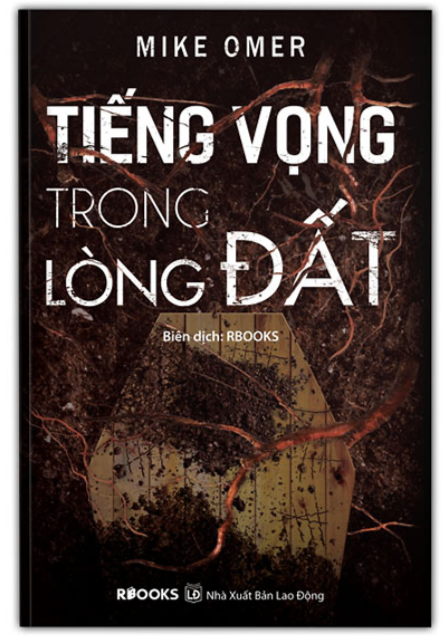 MIKE OMER
TIẾNG VỌNG
TRONG
LÒNG ĐẤT
Biên dịch: RBOOKS
RBOOKS LĐ Nhà Xuất Bản Lao Động